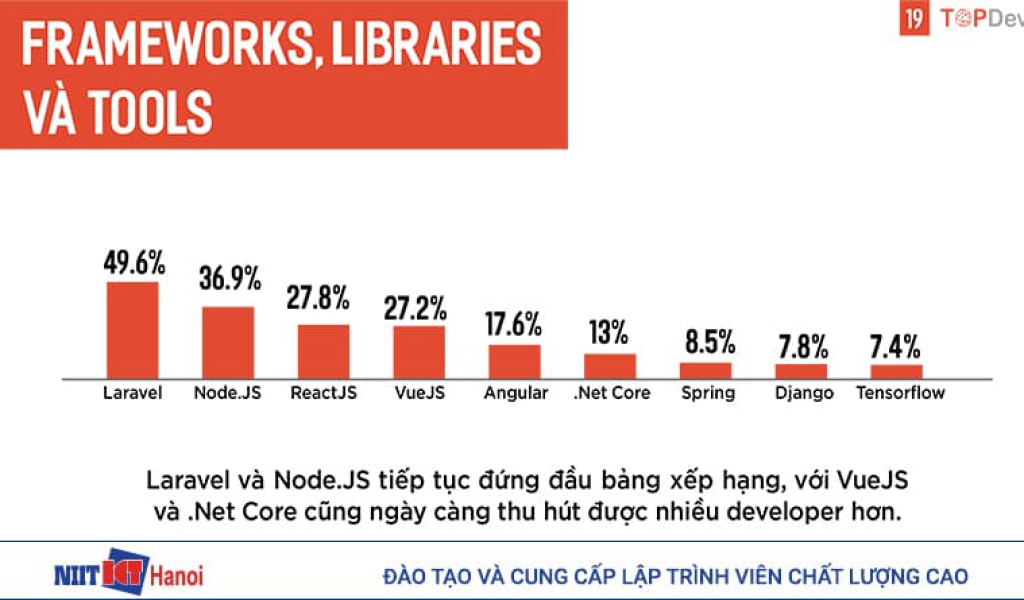 FRAMEWORKS, LIBRARIES
VÀ TOOLS
19 TOPDev
49.6% 36.9% 27.8% 27.2% 17.6% 13% 8.5% 7.8% 7.4%
Laravel Node.JS ReactJS VueJS Angular .Net Core Spring Django Tensorflow
Laravel và Node.JS tiếp tục đứng đầu bảng xếp hạng, với VueJS
và .Net Core cũng ngày càng thu hút được nhiều developer hơn.
NIIT ICT Hanoi
ĐÀO TẠO VÀ CUNG CẤP LẬP TRÌNH VIÊN CHẤT LƯỢNG CAO